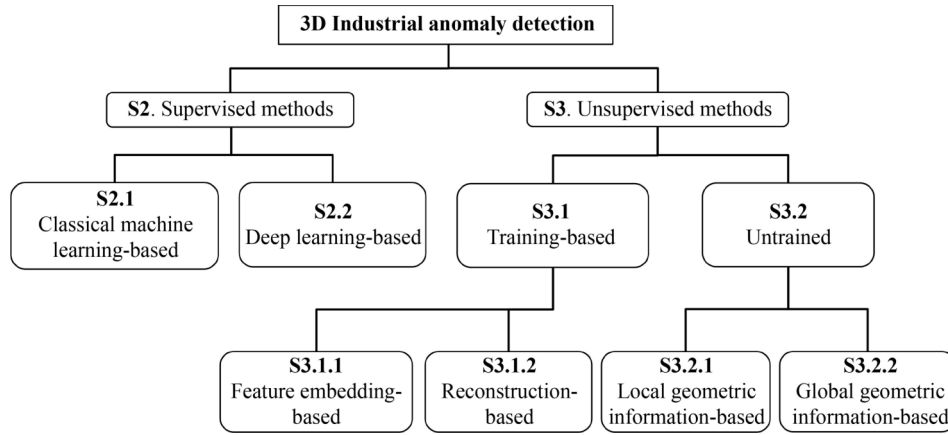 3D Industrial anomaly detection
S2. Supervised methods
S3. Unsupervised methods
S2.1
Classical machine
learning-based
S2.2
Deep learning-based
S3.1
Training-based
S3.2
Untrained
S3.1.1
Feature embedding-
based
S3.1.2
Reconstruction-
based
S3.2.1
Local geometric
information-based
S3.2.2
Global geometric
information-based